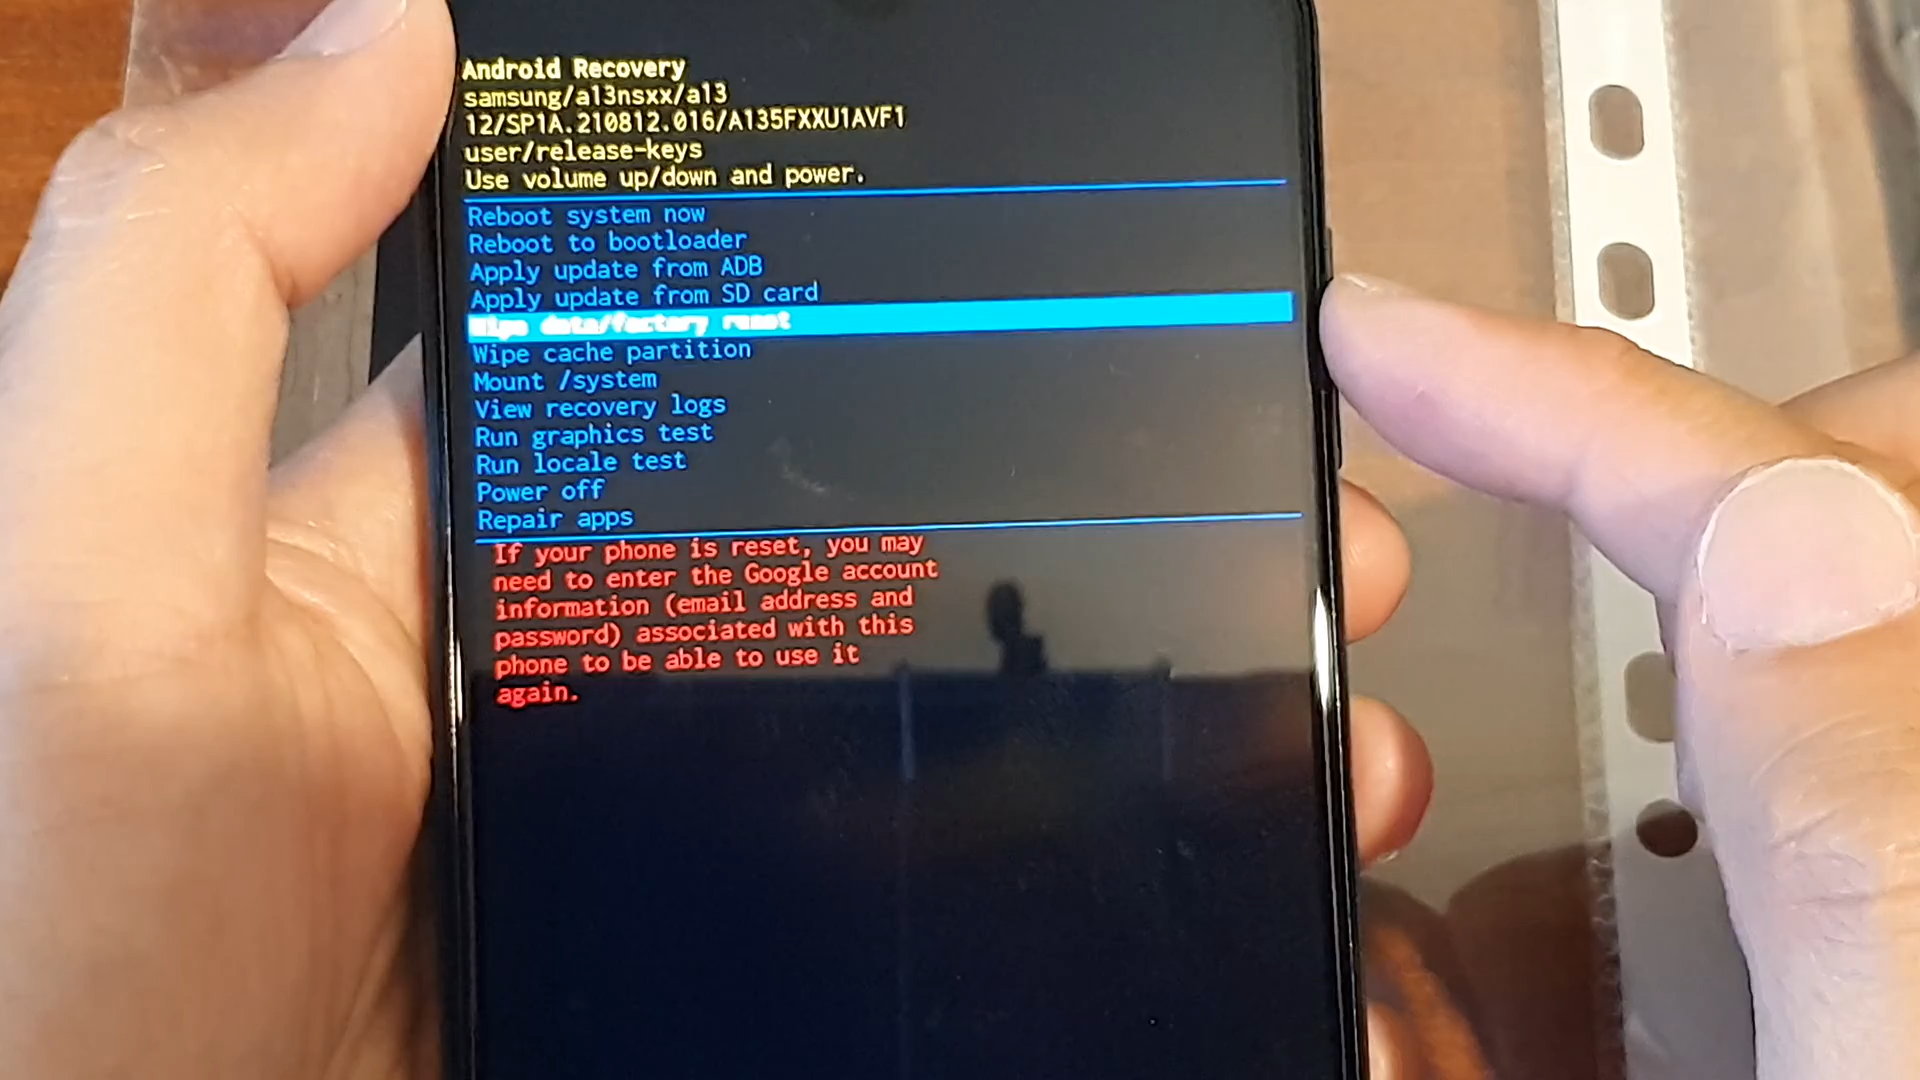 Android Recovery
samsung/a13nsxx/a13
12/SP1A.210812.016/A135FXXU1AVF1
user/release-keys
Use volume up/down and power.
Reboot system now
Reboot to bootloader
Apply update from ADB
Apply update from SD card
Wipe data/factory reset
Wipe cache partition
Mount /system
View recovery logs
Run graphics test
Run locale test
Power off
Repair apps
If your phone is reset, you may
need to enter the Google account
information (email address and
password) associated with this
phone to be able to use it
again.